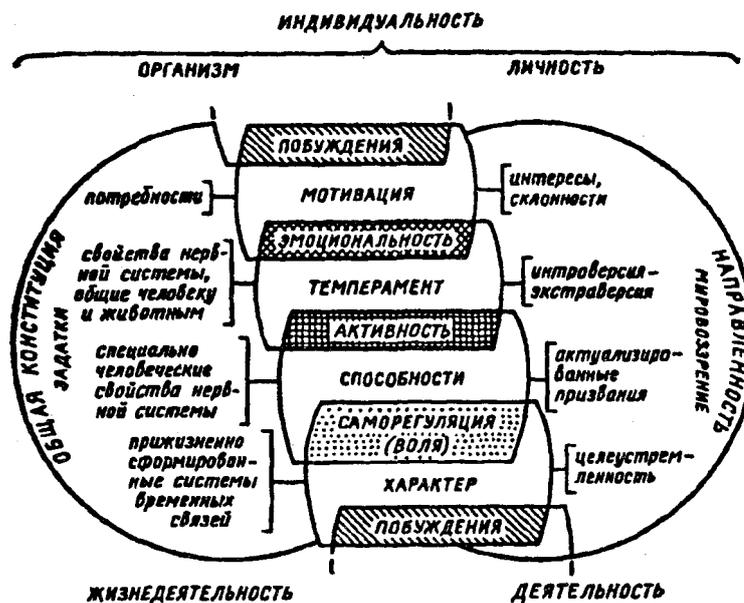 ИНДИВИДУАЛЬНОСТЬ
ОРГАНИЗМ
ЛИЧНОСТЬ
ПОБУЖДЕНИЯ
потребности
МОТИВАЦИЯ
интересы,
склонности
ЭМОЦИОНАЛЬНОСТЬ
свойства нерв-
ной системы,
общие человеку
и животным
ТЕМПЕРАМЕНТ
интроверсия-
экстраверсия
АКТИВНОСТЬ
специально
человеческие
свойства нерв-
ной системы
СПОСОБНОСТИ
актуализиро-
ванные
призвания
САМОРЕГУЛЯЦИЯ
(ВОЛЯ)
прижизненно
сформирован-
ные системы
временных
связей
ХАРАКТЕР
целеустрем-
ленность
ПОБУЖДЕНИЯ
ОБЩАЯ КОНСТИТУЦИЯ
ЗАДАТКИ
НАПРАВЛЕННОСТЬ
МИРОВОЗЗРЕНИЕ
ЖИЗНЕДЕЯТЕЛЬНОСТЬ
ДЕЯТЕЛЬНОСТЬ